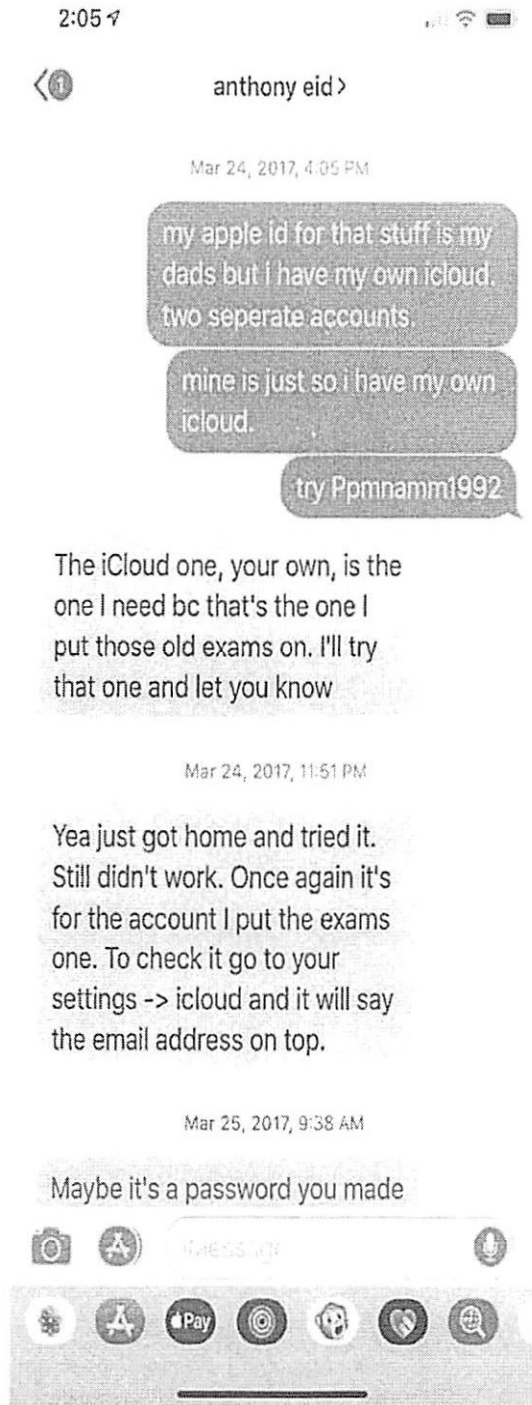 2:05
1
anthony eid
Mar 24, 2017, 4:05 PM
my apple id for that stuff is my
dads but i have my own icloud.
two seperate accounts.
mine is just so i have my own
icloud.
try Ppmnamm1992
The iCloud one, your own, is the
one I need bc that's the one I
put those old exams on. I'll try
that one and let you know
Mar 24, 2017, 11:51 PM
Yea just got home and tried it.
Still didn't work. Once again it's
for the account I put the exams
one. To check it go to your
settings -> icloud and it will say
the email address on top.
Mar 25, 2017, 9:38 AM
Maybe it's a password you made
iMessage
Pay